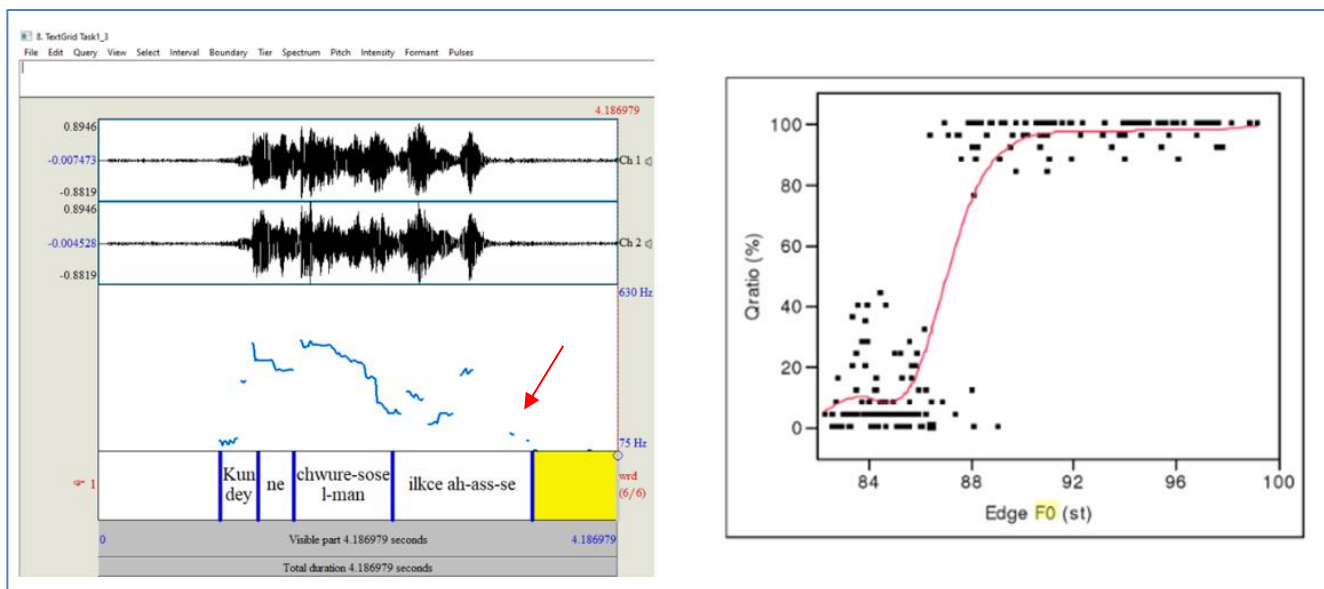 8. TextGrid Task1_3
File Edit Query View Select Interval Boundary Tier Spectrum Pitch Intensity Formant Pulses
4.186979
0.8946
-0.007473
-0.8819
Ch 1
0.8946
-0.004528
-0.8819
Ch 2
630 Hz
75 Hz
1
Kun
dey
ne
chwure-sose
l-man
ilkce ah-ass-se
wrd
(6/6)
0
Visible part 4.186979 seconds
4.186979
Total duration 4.186979 seconds
Qratio (%)
100
80
60
40
20
0
84 88 92 96 100
Edge F0 (st)